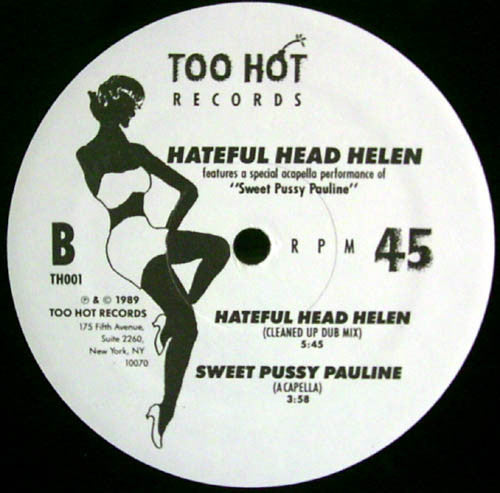 TOO HOT
RECORDS
HATEFUL HEAD HELEN
features a special acapella performance of
"Sweet Pussy Pauline"
B
RPM 45
TH001
℗ & © 1989
TOO HOT RECORDS
175 Fifth Avenue,
Suite 2260,
New York, NY
10070
HATEFUL HEAD HELEN
(CLEANED UP DUB MIX)
5:45
SWEET PUSSY PAULINE
(ACAPELLA)
3:58